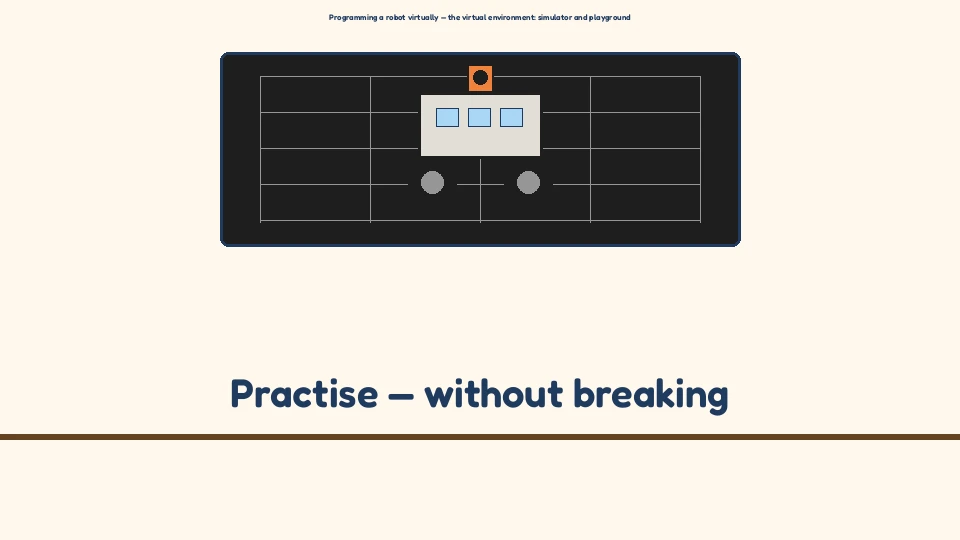 Programming a robot virtually — the virtual environment: simulator and playground
Practise — without breaking